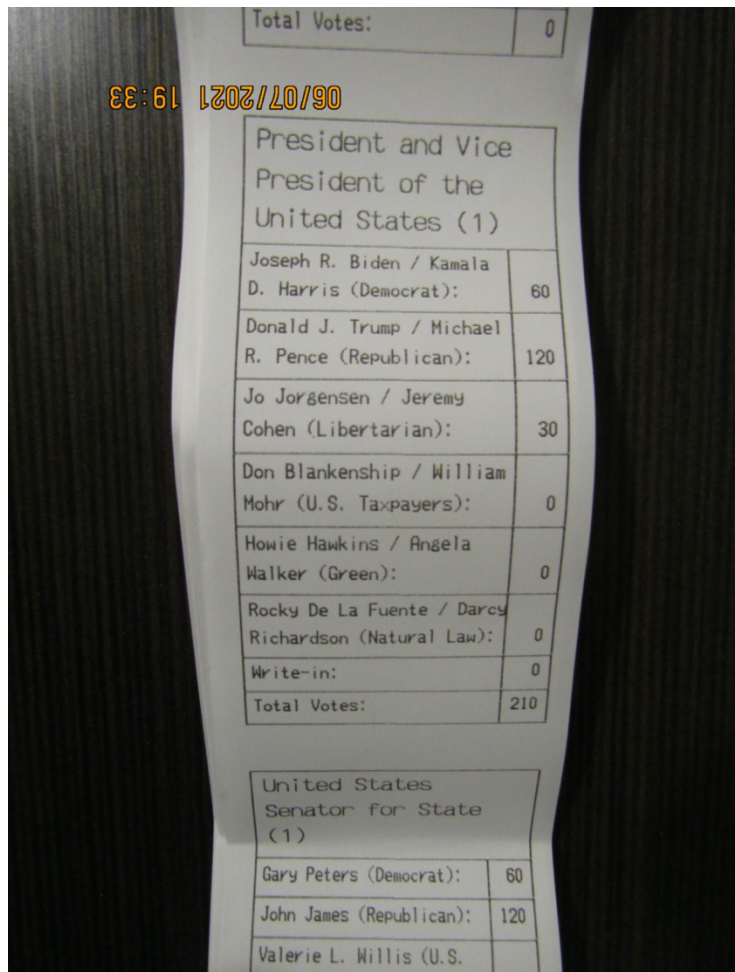 Total Votes: 0
06/07/2021 19:33
President and Vice
President of the
United States (1)
Joseph R. Biden / Kamala
D. Harris (Democrat): 60
Donald J. Trump / Michael
R. Pence (Republican): 120
Jo Jorgensen / Jeremy
Cohen (Libertarian): 30
Don Blankenship / William
Mohr (U.S. Taxpayers): 0
Howie Hawkins / Angela
Walker (Green): 0
Rocky De La Fuente / Darcy
Richardson (Natural Law): 0
Write-in: 0
Total Votes: 210
United States
Senator for State
(1)
Gary Peters (Democrat): 60
John James (Republican): 120
Valerie L. Willis (U.S.